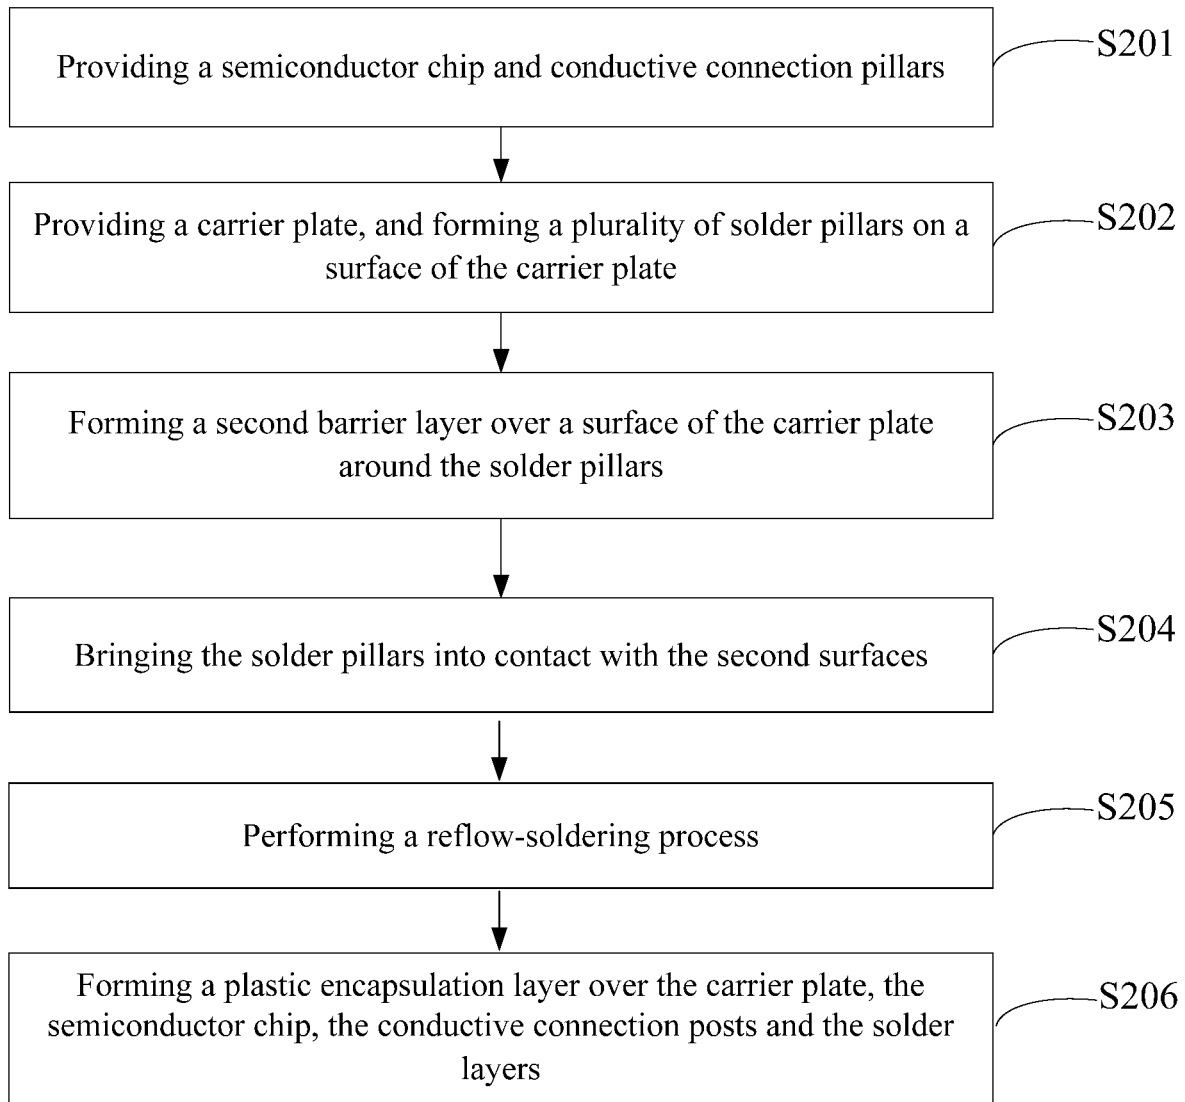 Providing a semiconductor chip and conductive connection pillars
S201
Providing a carrier plate, and forming a plurality of solder pillars on a
surface of the carrier plate
S202
Forming a second barrier layer over a surface of the carrier plate
around the solder pillars
S203
Bringing the solder pillars into contact with the second surfaces
S204
Performing a reflow-soldering process
S205
Forming a plastic encapsulation layer over the carrier plate, the
semiconductor chip, the conductive connection posts and the solder
layers
S206